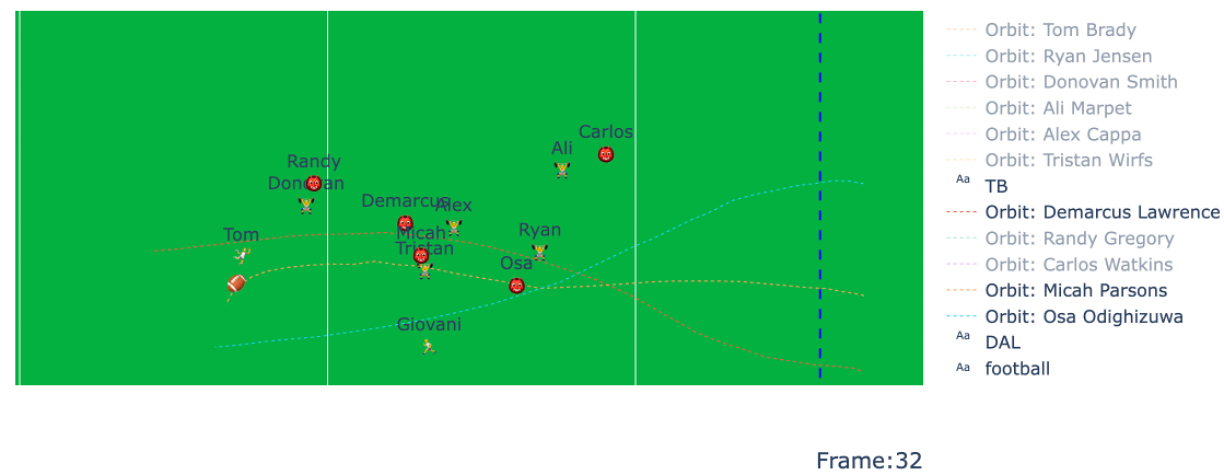 Carlos
Ali
Randy
Donovan
Demarcus
Alex
Micah
Tristan
Tom
Ryan
Osa
Giovani
Orbit: Tom Brady
Orbit: Ryan Jensen
Orbit: Donovan Smith
Orbit: Ali Marpet
Orbit: Alex Cappa
Orbit: Tristan Wirfs
Aa TB
Orbit: Demarcus Lawrence
Orbit: Randy Gregory
Orbit: Carlos Watkins
Orbit: Micah Parsons
Orbit: Osa Odighizuwa
Aa DAL
Aa football
Frame:32